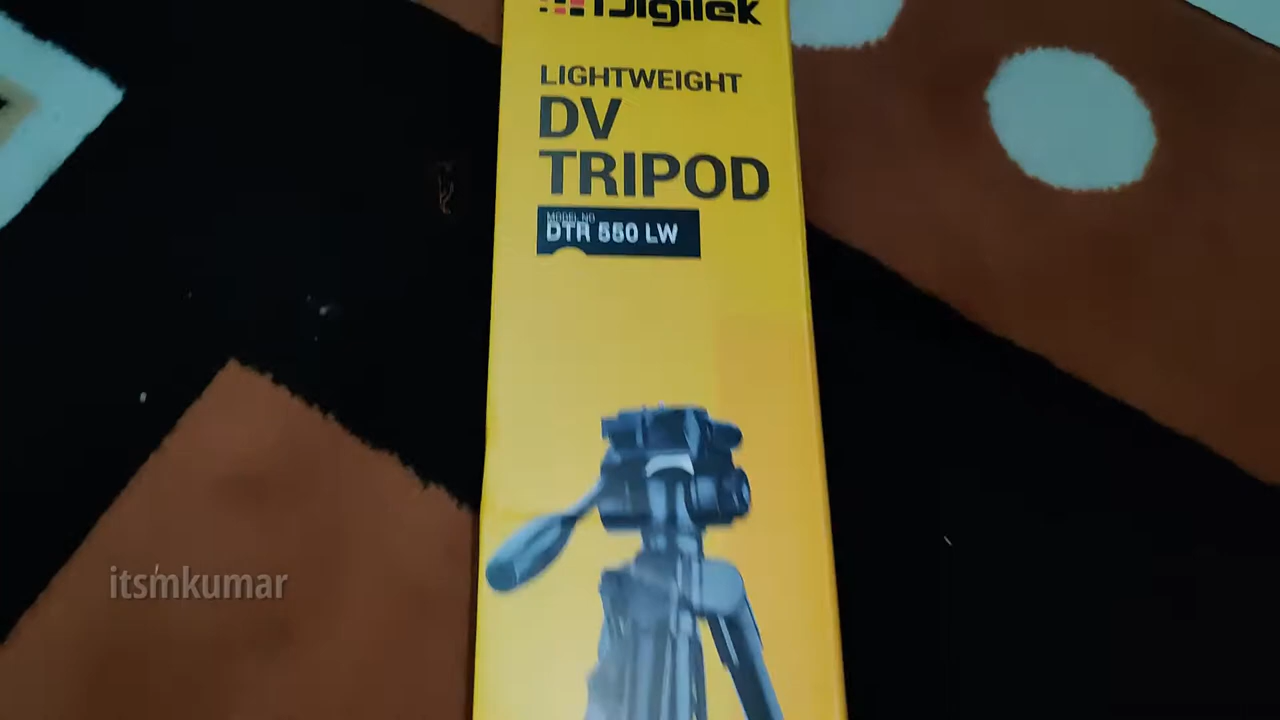 Digitek
LIGHTWEIGHT
DV
TRIPOD
MODEL NO.
DTR 550 LW
itsmkumar